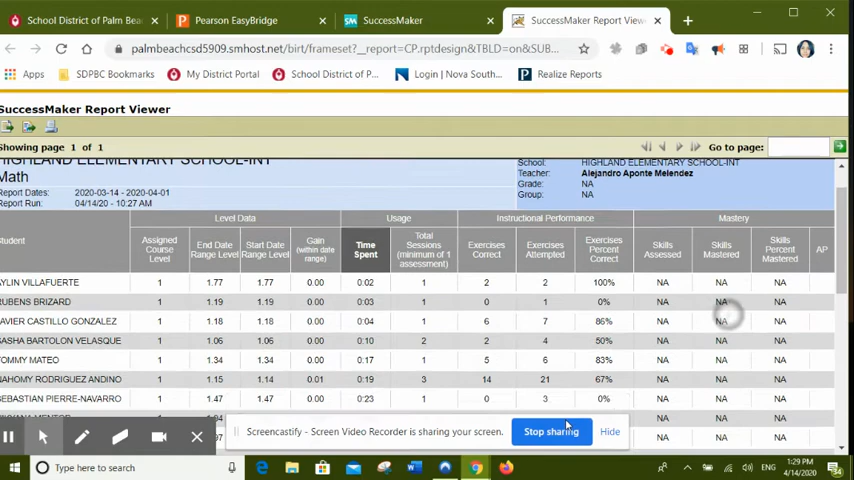 School District of Palm Bea
Pearson EasyBridge
SuccessMaker
SuccessMaker Report View
palmbeachcsd5909.smhost.net/birt/frameset?__report=CP.rptdesign&TBLD=on&SUB...
Apps SDPBC Bookmarks My District Portal School District of P... Login | Nova South... Realize Reports
SuccessMaker Report Viewer
Showing page 1 of 1 Go to page:
HIGHLAND ELEMENTARY SCHOOL-INT
Math
Report Dates: 2020-03-14 - 2020-04-01
Report Run: 04/14/20 - 10:27 AM
School: HIGHLAND ELEMENTARY SCHOOL-INT
Teacher: Alejandro Aponte Melendez
Grade: NA
Group: NA
Level Data Usage Instructional Performance Mastery
Student Assigned Course Level End Date Range Level Start Date Range Level Gain (within date range) Time Spent Total Sessions (minimum of 1 assessment) Exercises Correct Exercises Attempted Exercises Percent Correct Skills Assessed Skills Mastered Skills Percent Mastered AP
AYLIN VILLAFUERTE 1 1.77 1.77 0.00 0:02 1 2 2 100% NA NA NA
RUBENS BRIZARD 1 1.19 1.19 0.00 0:03 1 0 1 0% NA NA NA
AVIER CASTILLO GONZALEZ 1 1.18 1.18 0.00 0:04 1 6 7 86% NA NA NA
SASHA BARTOLON VELASQUE 1 1.06 1.06 0.00 0:10 2 2 4 50% NA NA NA
TOMMY MATEO 1 1.34 1.34 0.00 0:17 1 5 6 83% NA NA NA
NAHOMY RODRIGUEZ ANDINO 1 1.15 1.14 0.01 0:19 3 14 21 67% NA NA NA
SEBASTIAN PIERRE-NAVARRO 1 1.47 1.47 0.00 0:23 1 0 3 0% NA NA NA
NA NA NA
NA NA NA
Screencastify - Screen Video Recorder is sharing your screen. Stop sharing Hide
Type here to search
ENG
1:29 PM
4/14/2020
34